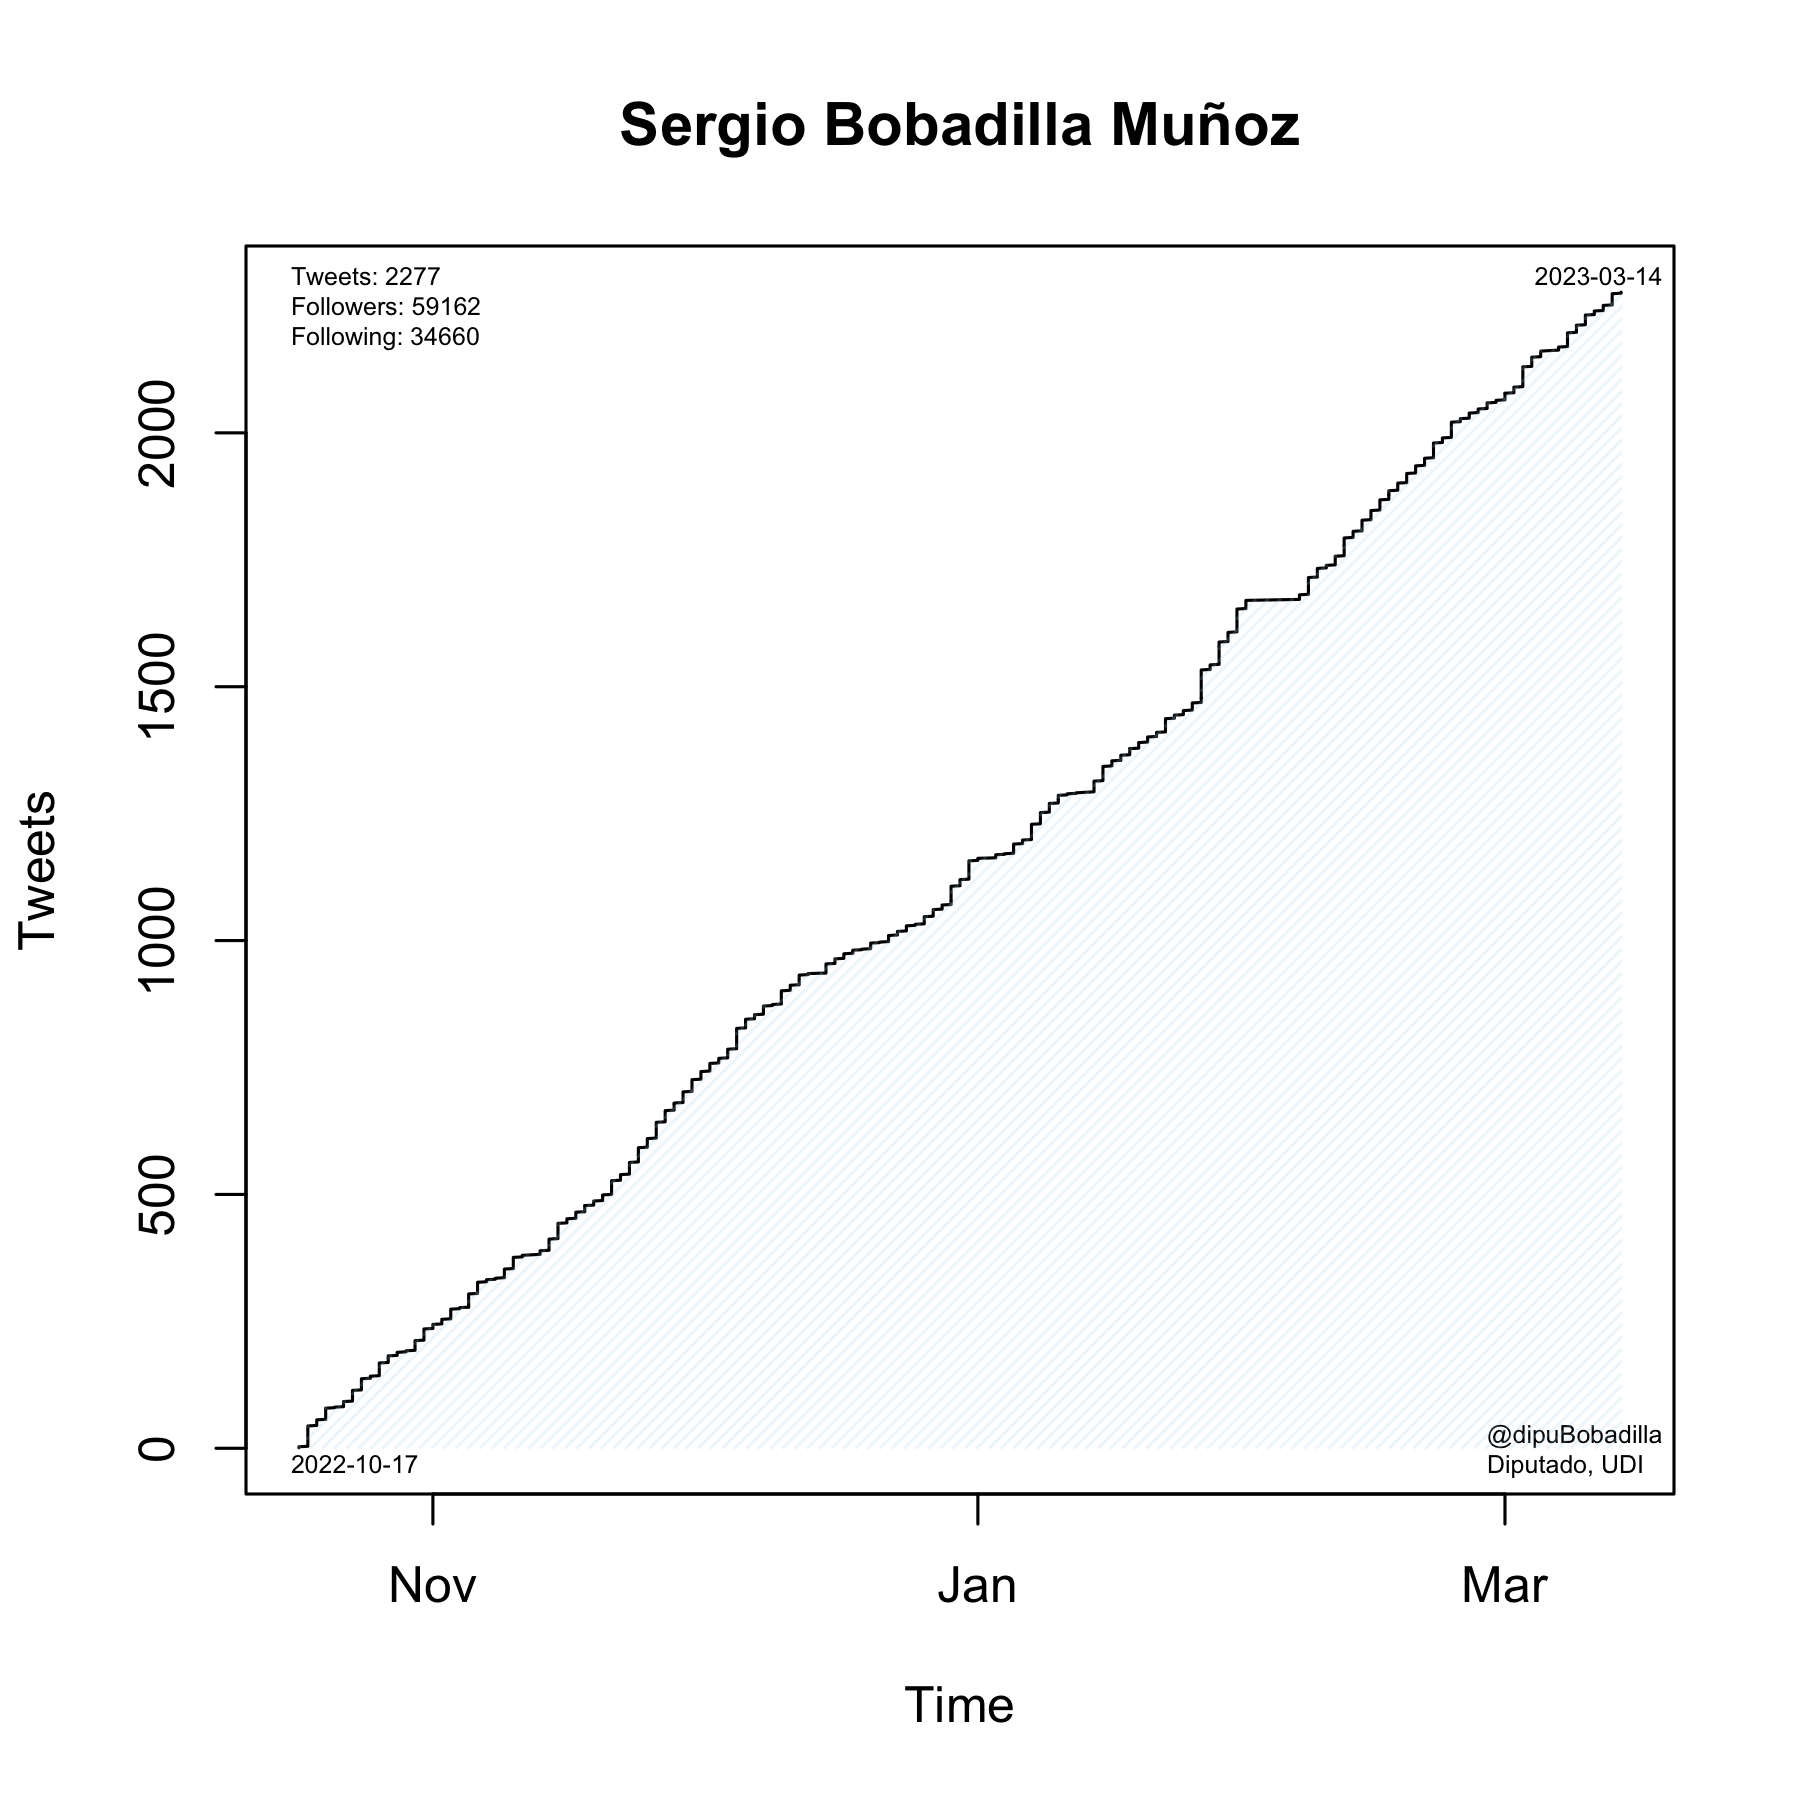 Sergio Bobadilla Muñoz
Tweets: 2277
Followers: 59162
Following: 34660
2023-03-14
2000
1500
1000
500
0
Tweets
2022-10-17
@dipuBobadilla
Diputado, UDI
Nov
Jan
Mar
Time